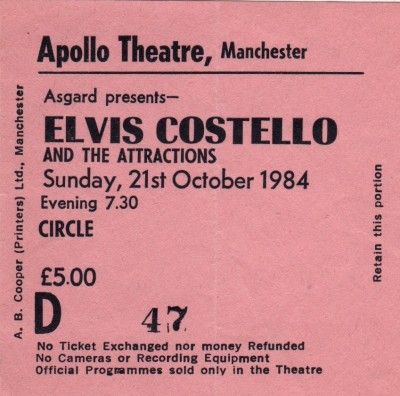 Apollo Theatre, Manchester
Asgard presents—
ELVIS COSTELLO
AND THE ATTRACTIONS
Sunday, 21st October 1984
Evening 7.30
CIRCLE
£5.00
D 47
No Ticket Exchanged nor money Refunded
No Cameras or Recording Equipment
Official Programmes sold only in the Theatre
A. B. Cooper (Printers) Ltd., Manchester
Retain this portion